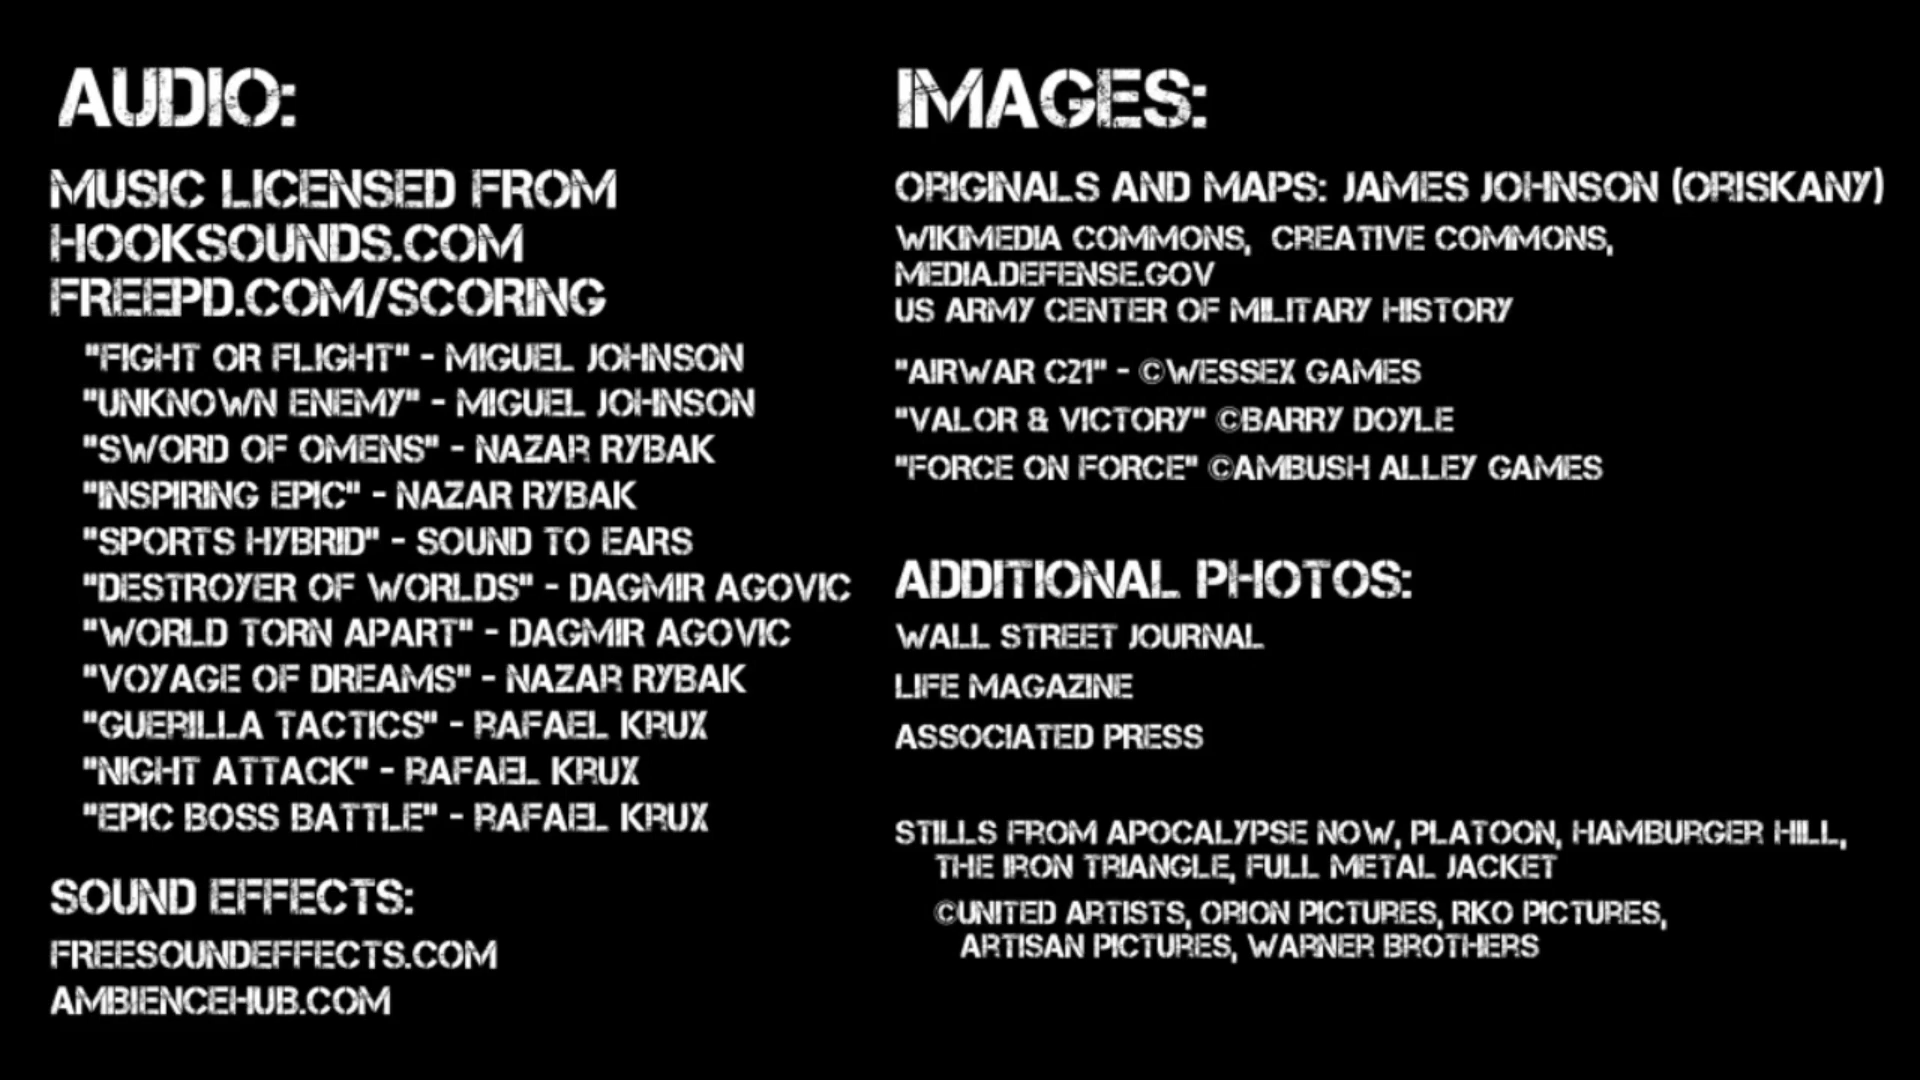 AUDIO:
MUSIC LICENSED FROM
HOOKSOUNDS.COM
FREEPD.COM/SCORING
"FIGHT OR FLIGHT" - MIGUEL JOHNSON
"UNKNOWN ENEMY" - MIGUEL JOHNSON
"SWORD OF OMENS" - NAZAR RYBAK
"INSPIRING EPIC" - NAZAR RYBAK
"SPORTS HYBRID" - SOUND TO EARS
"DESTROYER OF WORLDS" - DAGMIR AGOVIC
"WORLD TORN APART" - DAGMIR AGOVIC
"VOYAGE OF DREAMS" - NAZAR RYBAK
"GUERILLA TACTICS" - RAFAEL KRUX
"NIGHT ATTACK" - RAFAEL KRUX
"EPIC BOSS BATTLE" - RAFAEL KRUX
SOUND EFFECTS:
FREESOUNDEFFECTS.COM
AMBIENCEHUB.COM
IMAGES:
ORIGINALS AND MAPS: JAMES JOHNSON (ORISKANY)
WIKIMEDIA COMMONS, CREATIVE COMMONS,
MEDIA.DEFENSE.GOV
US ARMY CENTER OF MILITARY HISTORY
"AIRWAR C21" - ©WESSEX GAMES
"VALOR & VICTORY" ©BARRY DOYLE
"FORCE ON FORCE" ©AMBUSH ALLEY GAMES
ADDITIONAL PHOTOS:
WALL STREET JOURNAL
LIFE MAGAZINE
ASSOCIATED PRESS
STILLS FROM APOCALYPSE NOW, PLATOON, HAMBURGER HILL,
THE IRON TRIANGLE, FULL METAL JACKET
©UNITED ARTISTS, ORION PICTURES, RKO PICTURES,
ARTISAN PICTURES, WARNER BROTHERS